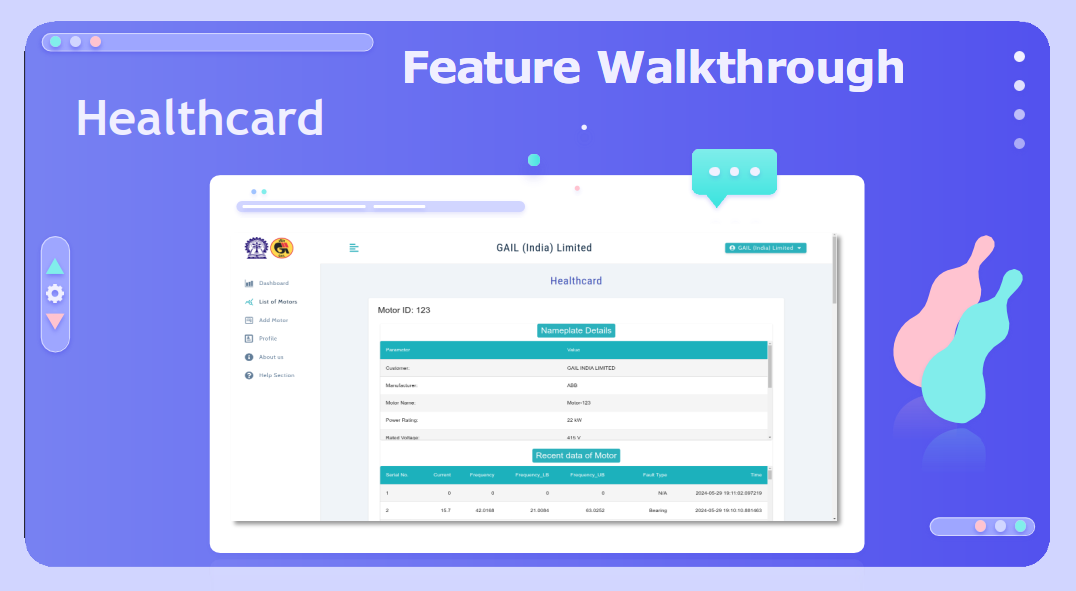 Feature Walkthrough
Healthcard
GAIL (India) Limited
GAIL (India) Limited
Healthcard
Dashboard
List of Motors
Add Motor
Profile
About us
Help Section
Motor ID: 123
Nameplate Details
Parameter Value
Customer: GAIL INDIA LIMITED
Manufacturer: ABB
Motor Name: Motor-123
Power Rating: 22 kW
Rated Voltage: 415 V
Recent data of Motor
Serial No. Current Frequency Frequency_LB Frequency_UB Fault Type Time
1 0 0 0 0 N/A 2024-05-29 19:11:02.097219
2 15.7 42.0168 21.0084 63.0252 Bearing 2024-05-29 19:10:10.881463